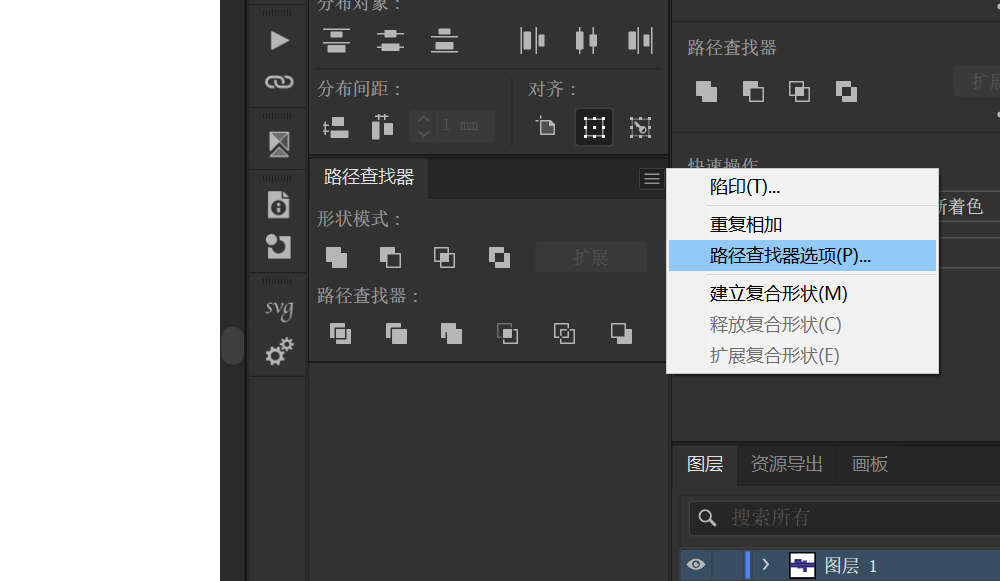 分布对象：
分布间距：
对齐：
1 mm
路径查找器
形状模式：
扩展
路径查找器：
svg
路径查找器
快速操作
陷印(T)...
重复相加
路径查找器选项(P)...
建立复合形状(M)
释放复合形状(C)
扩展复合形状(E)
新着色
图层
资源导出
画板
搜索所有
图层 1